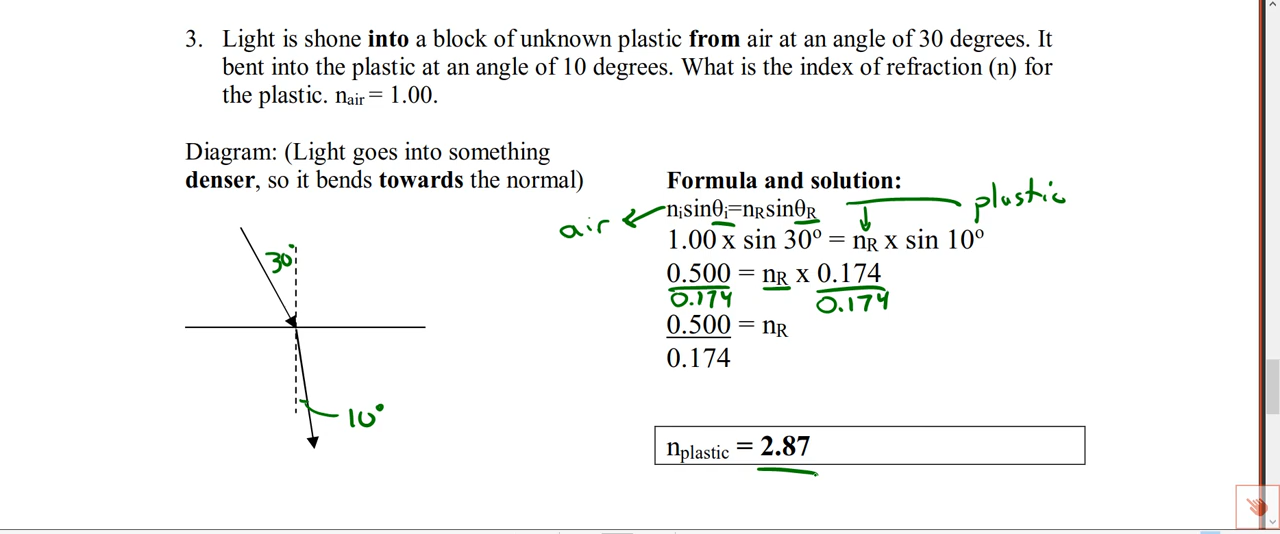 3. Light is shone into a block of unknown plastic from air at an angle of 30 degrees. It
bent into the plastic at an angle of 10 degrees. What is the index of refraction (n) for
the plastic. nair = 1.00.
Diagram: (Light goes into something
denser, so it bends towards the normal)
30°
10°
Formula and solution:
plastic
air
nisinθi=nRsinθR
1.00 x sin 30º = nR x sin 10º
0.500 = nR x 0.174
0.174 0.174
0.500 = nR
0.174
nplastic = 2.87